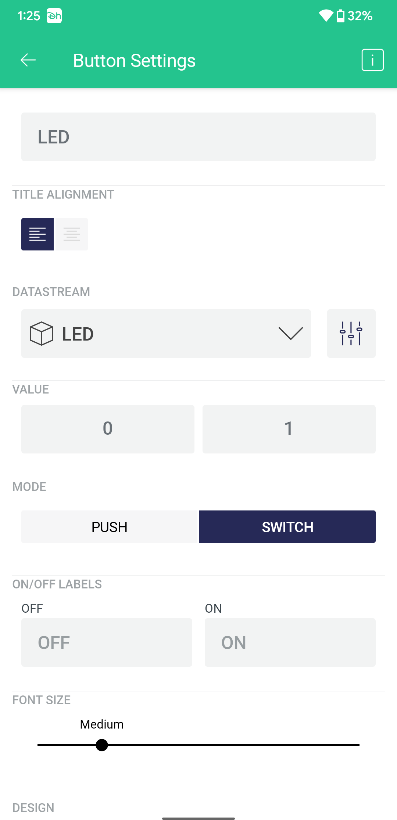 1:25 eh 32%
Button Settings
LED
TITLE ALIGNMENT
DATASTREAM
LED
VALUE
0 1
MODE
PUSH SWITCH
ON/OFF LABELS
OFF ON
OFF ON
FONT SIZE
Medium
DESIGN